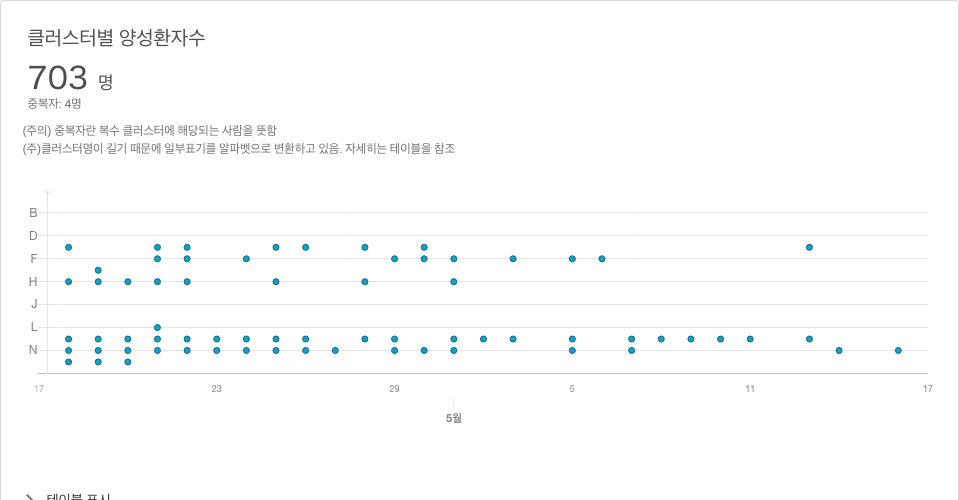 클러스터별 양성환자수
703 명
중복자: 4명
(주의) 중복자란 복수 클러스터에 해당되는 사람을 뜻함
(주)클러스터명이 길기 때문에 일부표기를 알파벳으로 변환하고 있음. 자세히는 테이블을 참조
B
D
F
H
J
L
N
17 23 29 5 11 17
5월
테이블 표시